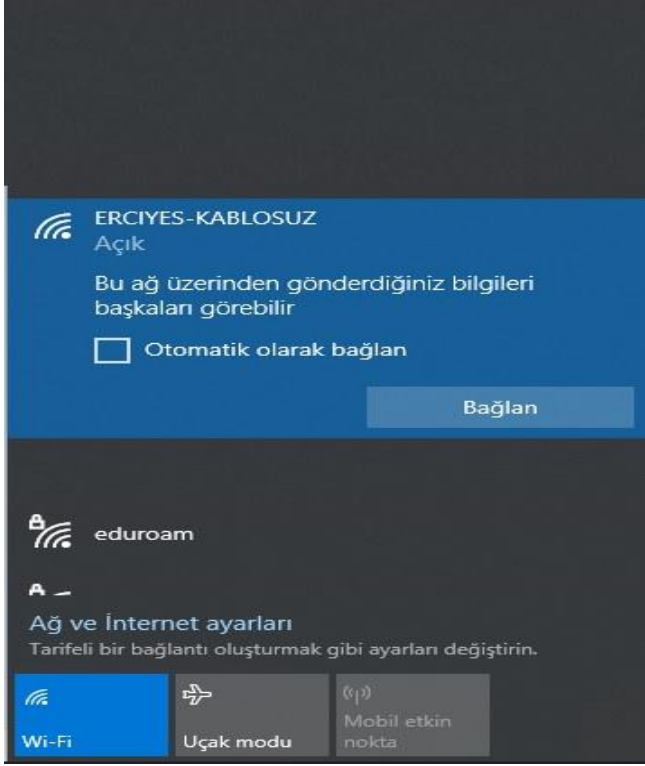 ERCIYES-KABLOSUZ
Açık
Bu ağ üzerinden gönderdiğiniz bilgileri
başkaları görebilir
Otomatik olarak bağlan
Bağlan
eduroam
Ağ ve İnternet ayarları
Tarifeli bir bağlantı oluşturmak gibi ayarları değiştirin.
Wi-Fi
Uçak modu
Mobil etkin
nokta